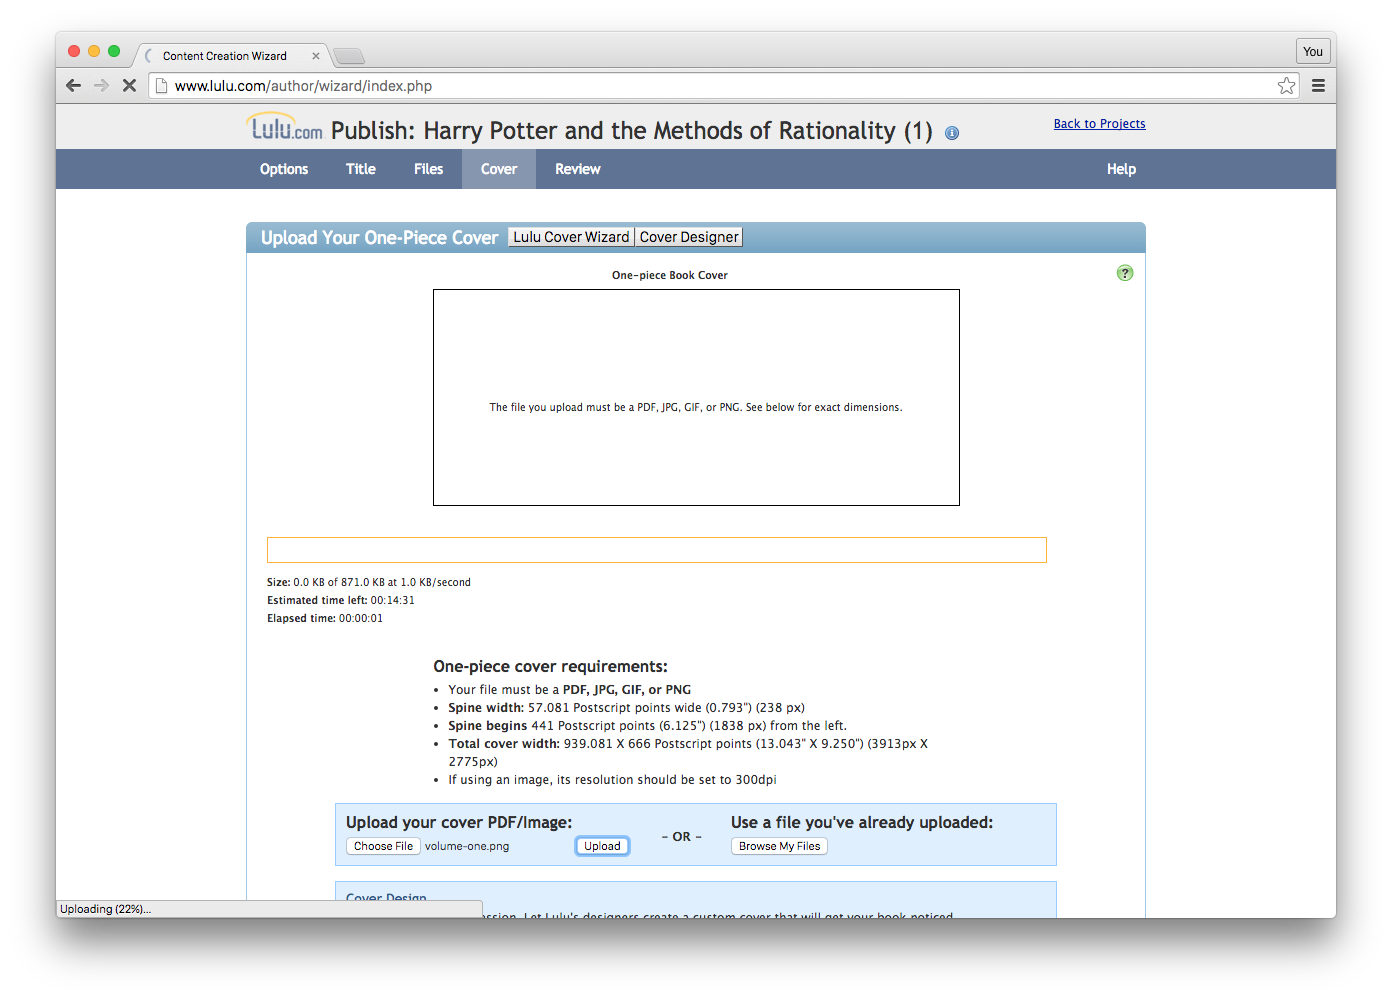 Content Creation Wizard
You
www.lulu.com/author/wizard/index.php
Lulu.com Publish: Harry Potter and the Methods of Rationality (1)
Back to Projects
Options Title Files Cover Review Help
Upload Your One-Piece Cover Lulu Cover Wizard Cover Designer
One-piece Book Cover
?
The file you upload must be a PDF, JPG, GIF, or PNG. See below for exact dimensions.
Size: 0.0 KB of 871.0 KB at 1.0 KB/second
Estimated time left: 00:14:31
Elapsed time: 00:00:01
One-piece cover requirements:
• Your file must be a PDF, JPG, GIF, or PNG
• Spine width: 57.081 Postscript points wide (0.793") (238 px)
• Spine begins 441 Postscript points (6.125") (1838 px) from the left.
• Total cover width: 939.081 X 666 Postscript points (13.043" X 9.250") (3913px X
2775px)
• If using an image, its resolution should be set to 300dpi
Upload your cover PDF/Image:
Choose File volume-one.png Upload
- OR -
Use a file you've already uploaded:
Browse My Files
Cover Design
Uploading (22%)...
ession. Let Lulu's designers create a custom cover that will get your book noticed